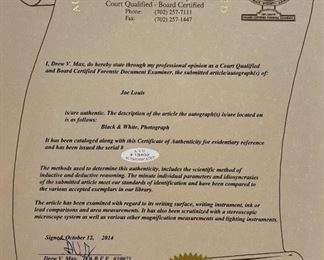 Court Qualified - Board Certified
Phone: (702) 257-7111
Fax: (702) 257-1447
I, Drew V. Max, do hereby state through my professional opinion as a Court Qualified
and Board Certified Forensic Document Examiner, the submitted article/autograph(s) of:
Joe Louis
is/are authentic. The description of the article the autograph(s) is/are located on
is as follows:
Black & White, Photograph
It has been cataloged along with this Certificate of Authenticity for evidentiary reference
and has been issued the serial #
The methods used to determine this authenticity, includes the scientific method of
inductive and deductive reasoning. The minute individual parameters and idiosyncrasies
of the submitted article meet our standards of identification and have been compared to
the various accepted exemplars in our library.
The article has been examined with regard to its writing surface, writing instrument, ink or
lead comparisons and area measurements. It has also been scrutinized with a stereoscopic
microscope system as well as various other magnification measurements and lighting instruments.
Signed, October 12, 2014
Drew V. Max,